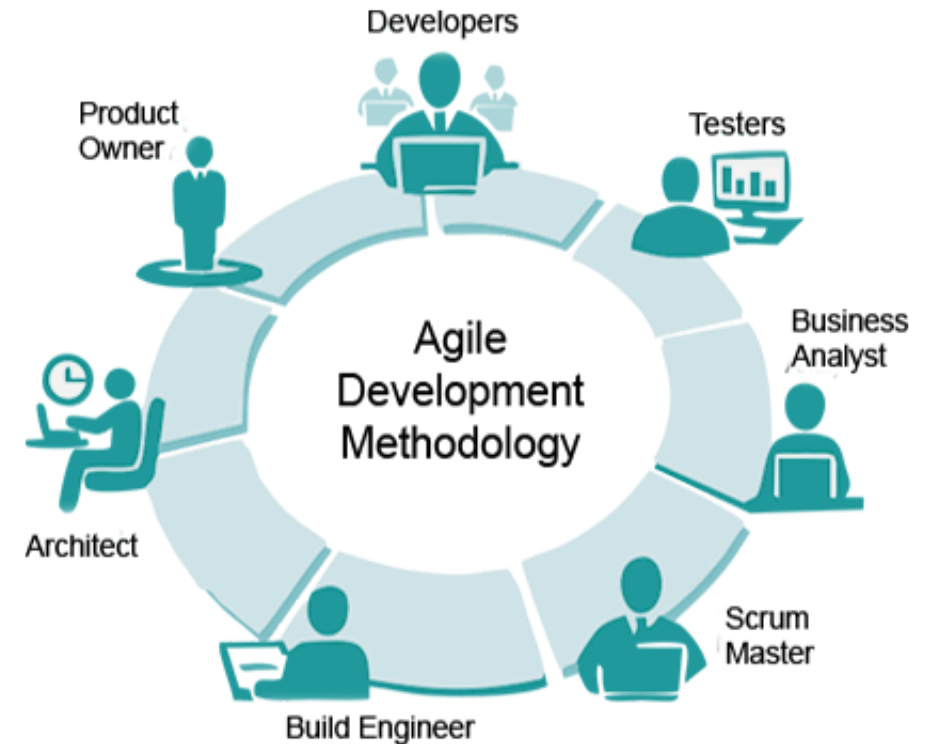 Developers
Product
Owner
Testers
Business
Analyst
Agile
Development
Methodology
Architect
Scrum
Master
Build Engineer